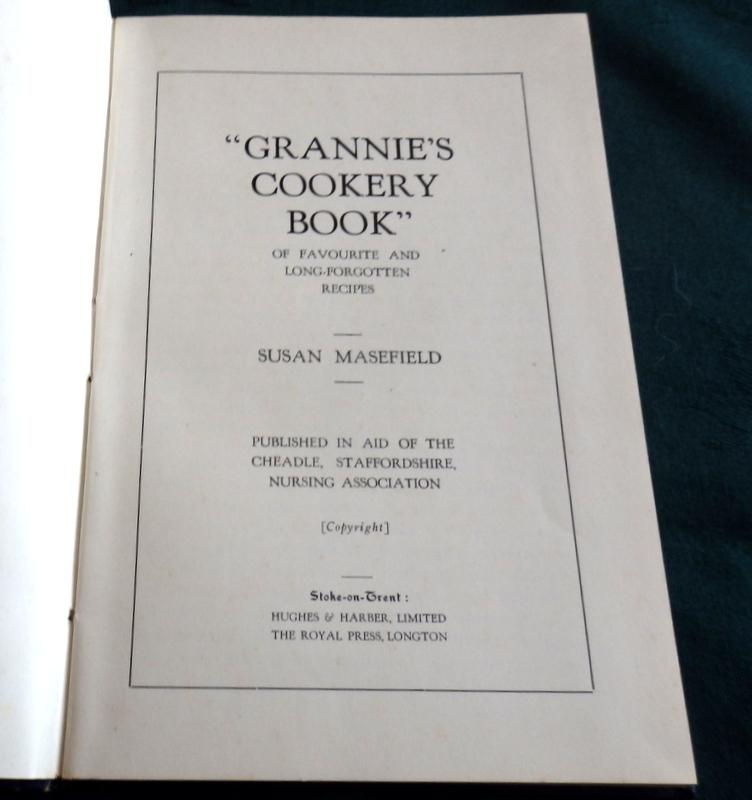 “GRANNIE’S
COOKERY
BOOK”
OF FAVOURITE AND
LONG-FORGOTTEN
RECIPES
SUSAN MASEFIELD
PUBLISHED IN AID OF THE
CHEADLE, STAFFORDSHIRE,
NURSING ASSOCIATION
[Copyright]
Stoke-on-Trent :
HUGHES & HARBER, LIMITED
THE ROYAL PRESS, LONGTON